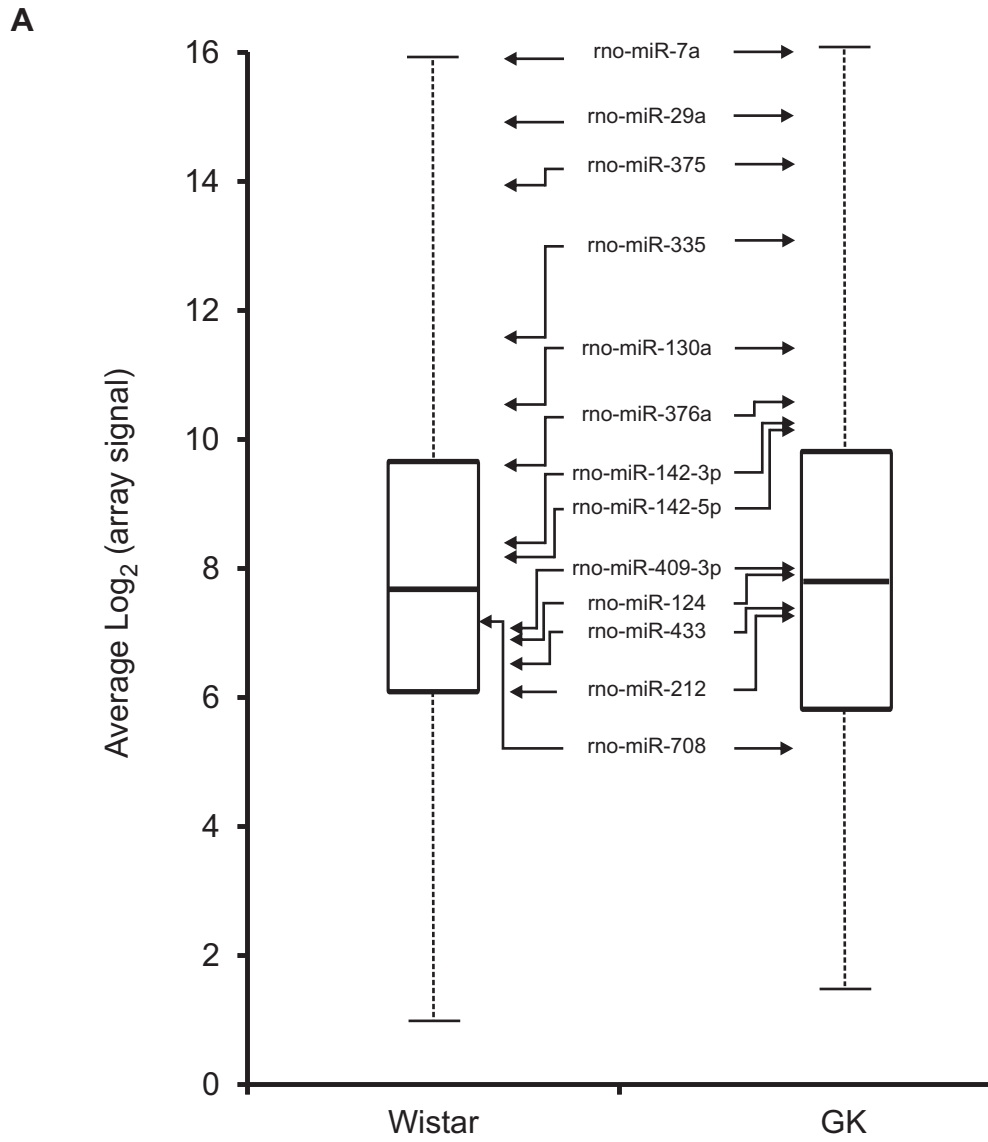 A
Average Log₂ (array signal)
16
14
12
10
8
6
4
2
0
rno-miR-7a
rno-miR-29a
rno-miR-375
rno-miR-335
rno-miR-130a
rno-miR-376a
rno-miR-142-3p
rno-miR-142-5p
rno-miR-409-3p
rno-miR-124
rno-miR-433
rno-miR-212
rno-miR-708
Wistar
GK